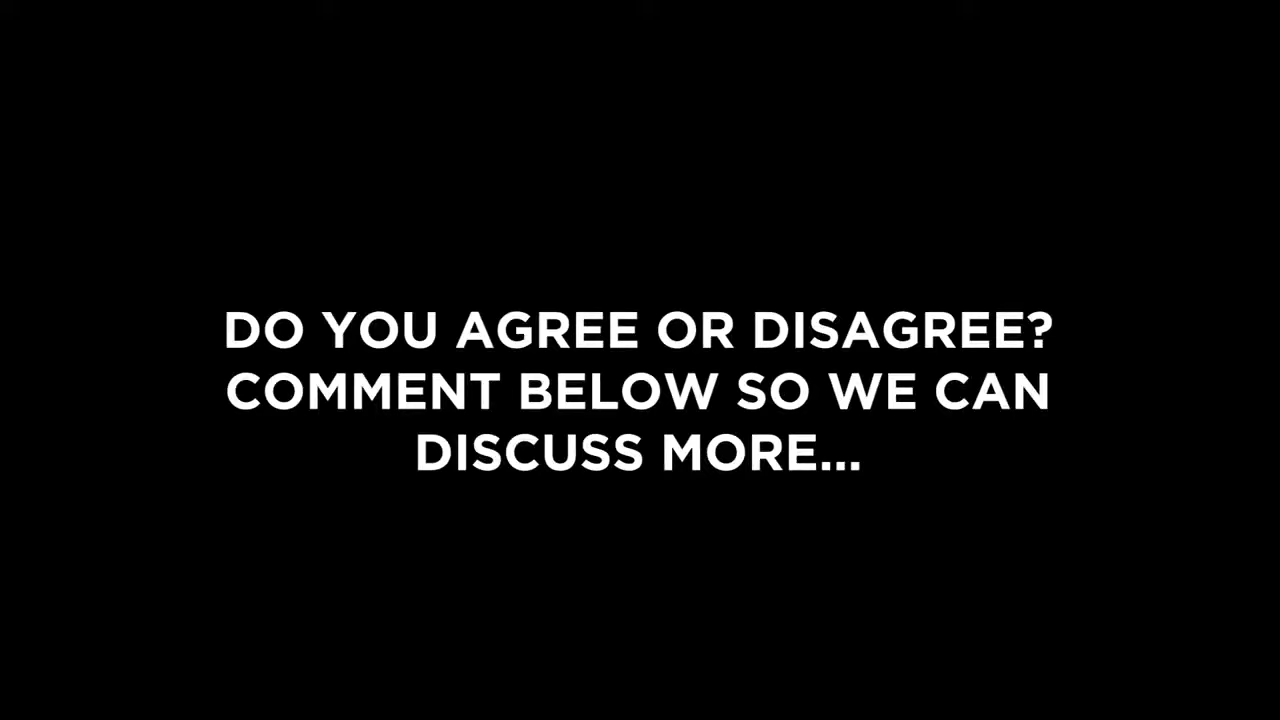 DO YOU AGREE OR DISAGREE?
COMMENT BELOW SO WE CAN
DISCUSS MORE...